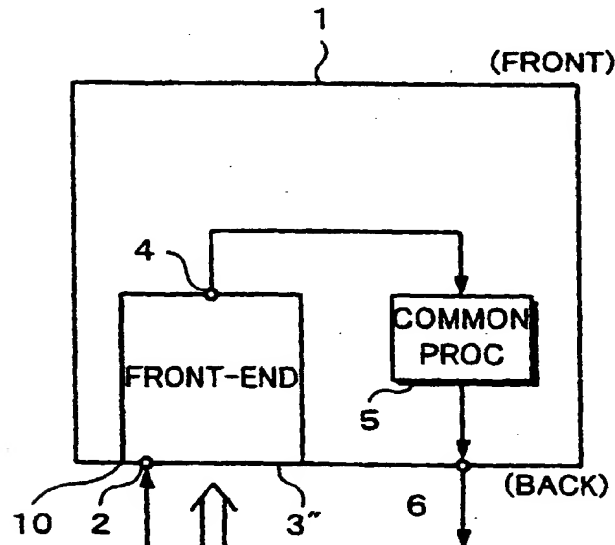 1
(FRONT)
4
COMMON
PROC
FRONT-END
5
10
2
3"
6
(BACK)